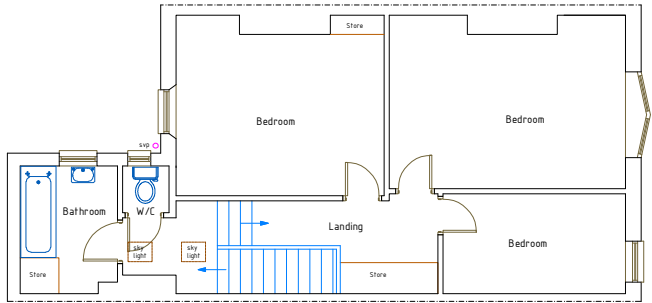 Store
Bedroom
Bedroom
svp
Bathroom
W/C
Landing
sky
light
sky
light
Bedroom
Store
Store